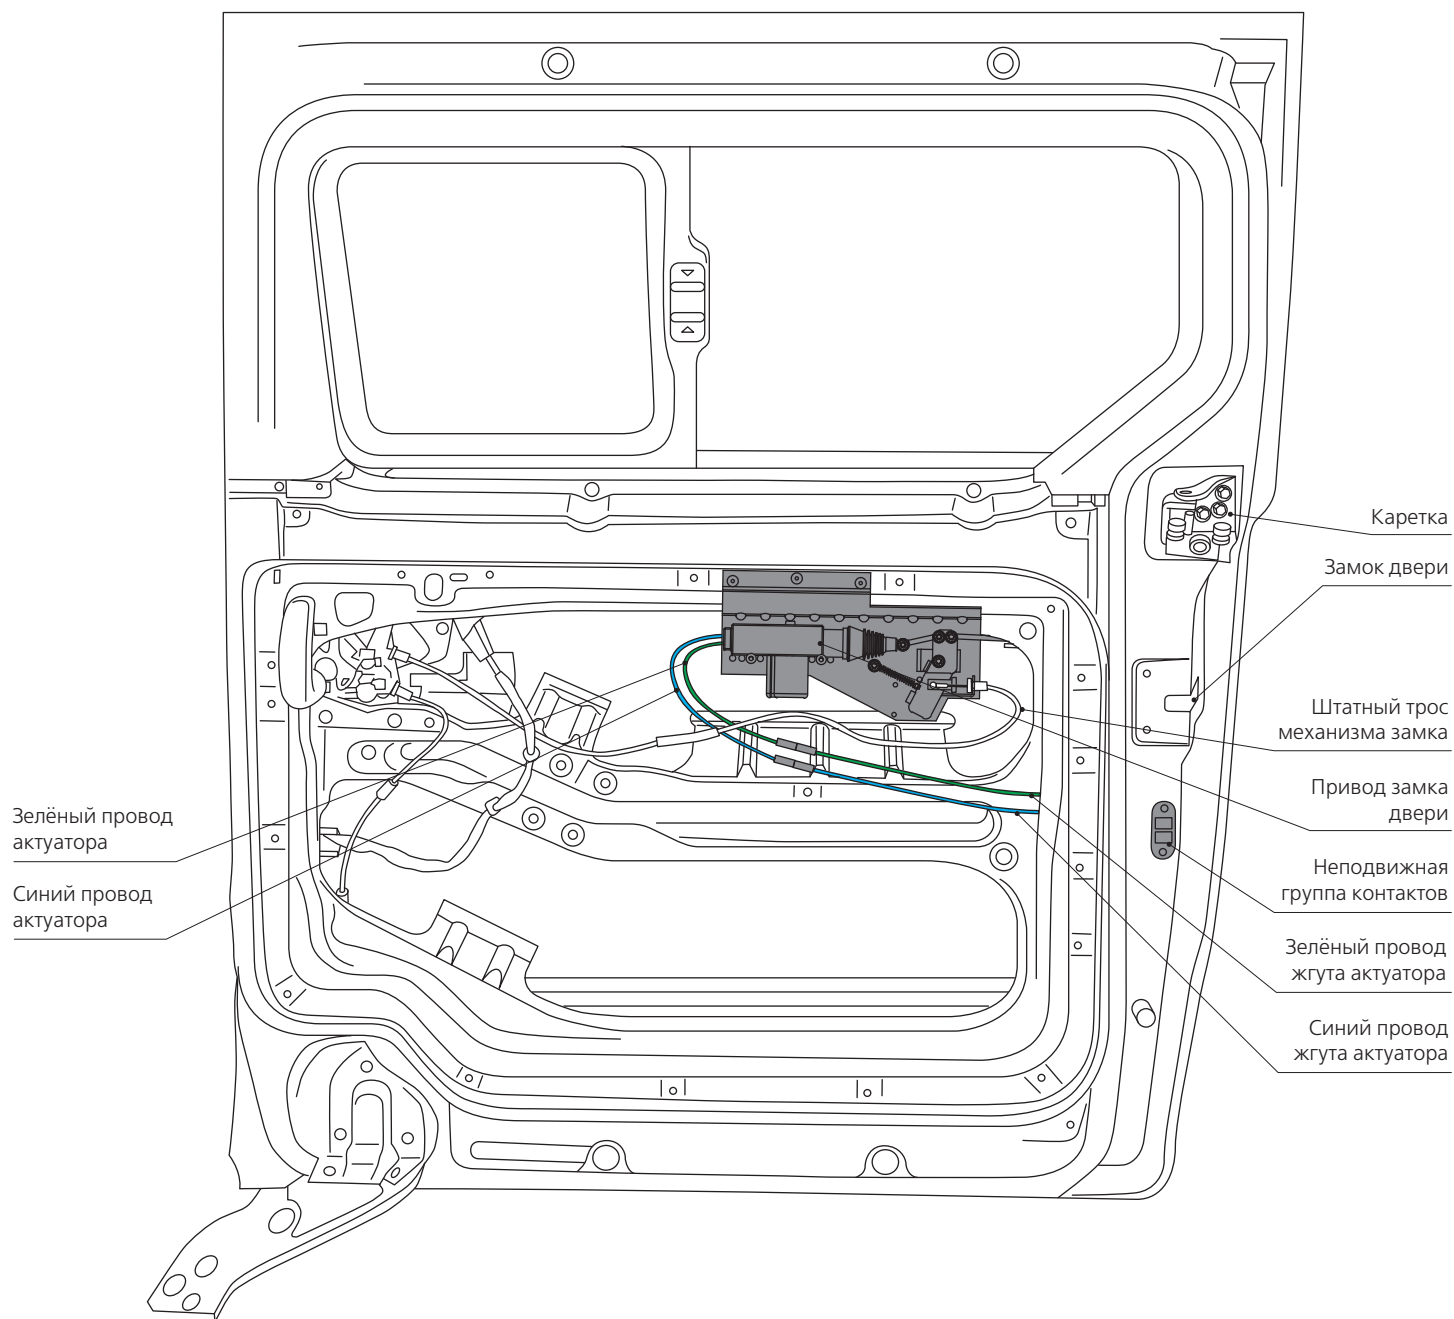 Каретка
Замок двери
Штатный трос
механизма замка
Привод замка
двери
Зелёный провод
актуатора
Неподвижная
группа контактов
Синий провод
актуатора
Зелёный провод
жгута актуатора
Синий провод
жгута актуатора